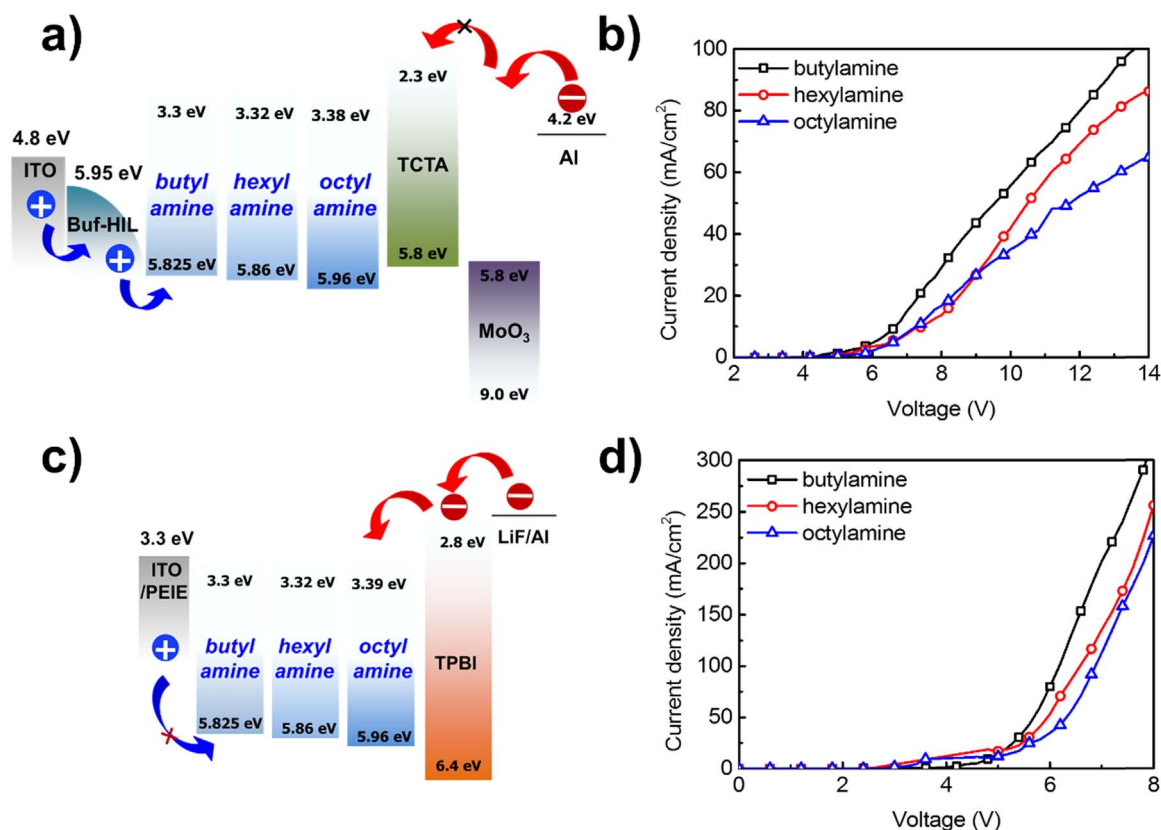 a)
2.3 eV
3.3 eV
3.32 eV
3.38 eV
4.2 eV
4.8 eV
Al
ITO
5.95 eV
TCTA
butyl
amine
hexyl
amine
octyl
amine
Buf-HIL
5.825 eV
5.86 eV
5.96 eV
5.8 eV
5.8 eV
MoO₃
9.0 eV
b)
100
80
60
40
20
0
Current density (mA/cm²)
butylamine
hexylamine
octylamine
2 4 6 8 10 12 14
Voltage (V)
c)
LiF/Al
3.3 eV
2.8 eV
ITO
/PEIE
3.3 eV
3.32 eV
3.39 eV
butyl
amine
hexyl
amine
octyl
amine
TPBI
5.825 eV
5.86 eV
5.96 eV
6.4 eV
d)
300
250
200
150
100
50
0
Current density (mA/cm²)
butylamine
hexylamine
octylamine
0 2 4 6 8
Voltage (V)